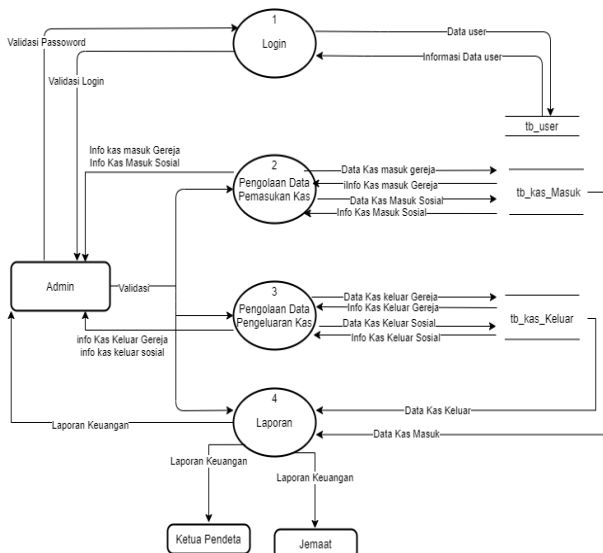 1
Login
Validasi Passoword
Validasi Login
Data user
Informasi Data user
tb_user
Info kas masuk Gereja
Info Kas Masuk Sosial
2
Pengolaan Data
Pemasukan Kas
Data Kas masuk gereja
iInfo kas masuk Gereja
Data Kas Masuk Sosial
Info Kas Masuk Sosial
tb_kas_Masuk
Admin
Validasi
3
Pengolaan Data
Pengeluaran Kas
Data Kas keluar Gereja
Info Kas Keluar Gereja
Data Kas Keluar Sosial
Info Kas Keluar Sosial
tb_kas_Keluar
info Kas Keluar Gereja
info kas keluar sosial
4
Laporan
Data Kas Keluar
Data Kas Masuk
Laporan Keuangan
Laporan Keuangan
Laporan Keuangan
Ketua Pendeta
Jemaat